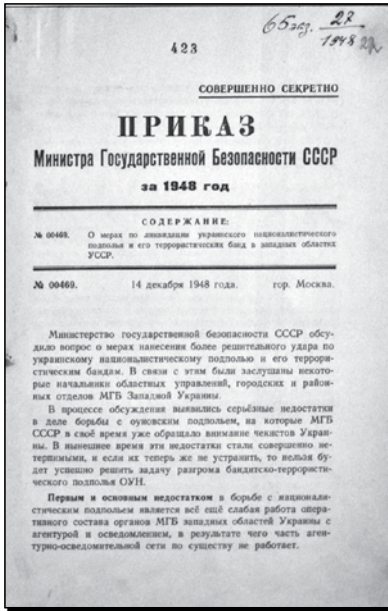 65 экз. 27
1948
423
СОВЕРШЕННО СЕКРЕТНО
ПРИКАЗ
Министра Государственной Безопасности СССР
за 1948 год
СОДЕРЖАНИЕ:
№ 00469. О мерах по ликвидации украинского националистического
подполья и его террористических банд в западных областях
УССР.
№ 00469. 14 декабря 1948 года. гор. Москва.
Министерство государственной безопасности СССР обсу-
дило вопрос о мерах нанесения более решительного удара по
украинскому националистическому подполью и его террори-
стическим бандам. В связи с этим были заслушаны некото-
рые начальники областных управлений, городских и район-
ных отделов МГБ Западной Украины.
В процессе обсуждения выявились серьёзные недостатки
в деле борьбы с оуновским подпольем, на которые МГБ
СССР в своё время уже обращало внимание чекистов Украи-
ны. В нынешнее время эти недостатки стали совершенно не-
терпимыми, и если их теперь же не устранить, то нельзя бу-
дет успешно решить задачу разгрома бандитско-террористи-
ческого подполья ОУН.
Первым и основным недостатком в борьбе с национали-
стическим подпольем является всё ещё слабая работа опера-
тивного состава органов МГБ западных областей Украины с
агентурой и осведомлением, в результате чего часть аген-
турно-осведомительной сети по существу не работает.